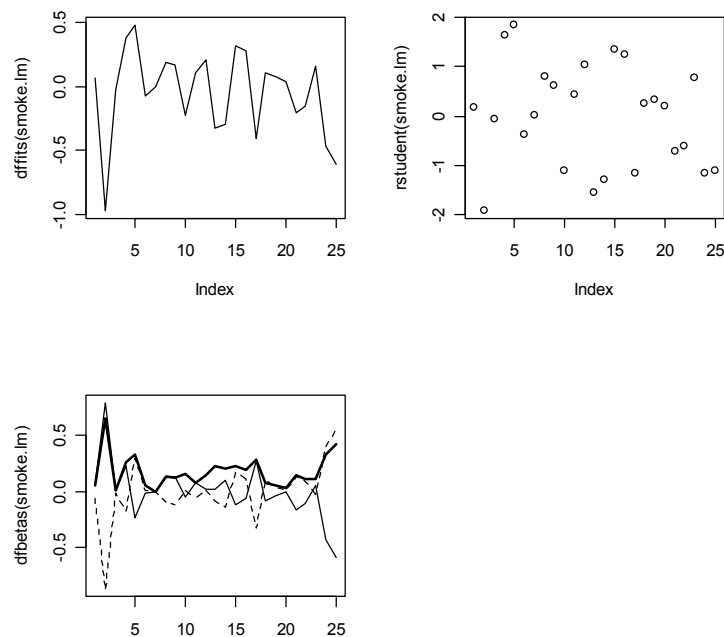 dffits(smoke.lm)
0.5
0.0
-0.5
-1.0
5 10 15 20 25
Index
rstudent(smoke.lm)
2
1
0
-1
-2
5 10 15 20 25
Index
dfbetas(smoke.lm)
0.5
0.0
-0.5
5 10 15 20 25